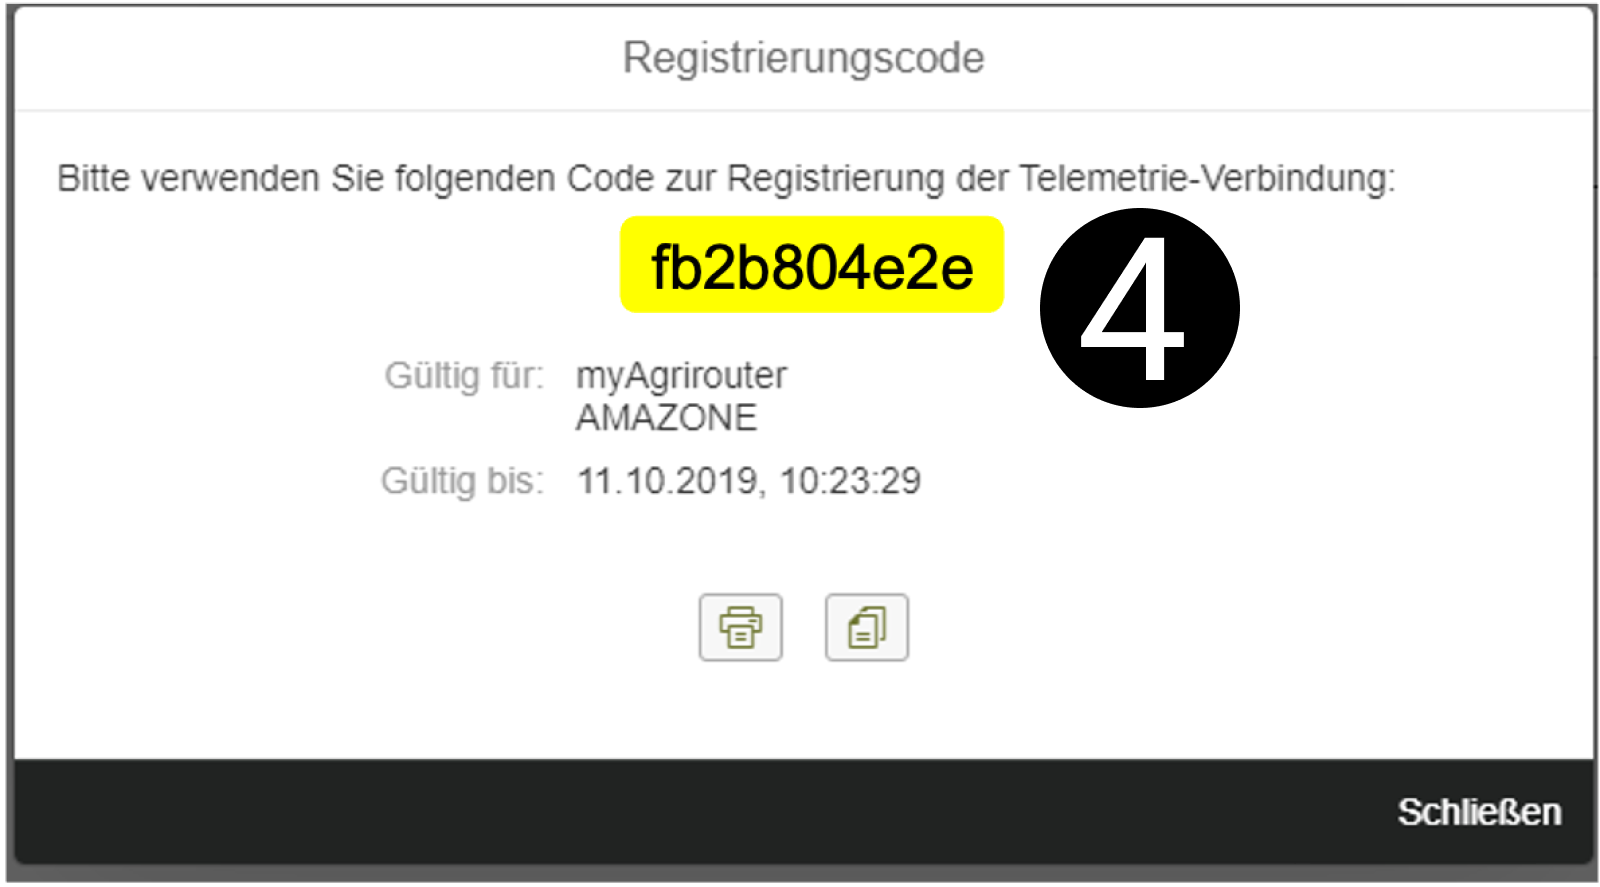 Registrierungscode
Bitte verwenden Sie folgenden Code zur Registrierung der Telemetrie-Verbindung:
fb2b804e2e
4
Gültig für: myAgrirouter
AMAZONE
Gültig bis: 11.10.2019, 10:23:29
Schließen